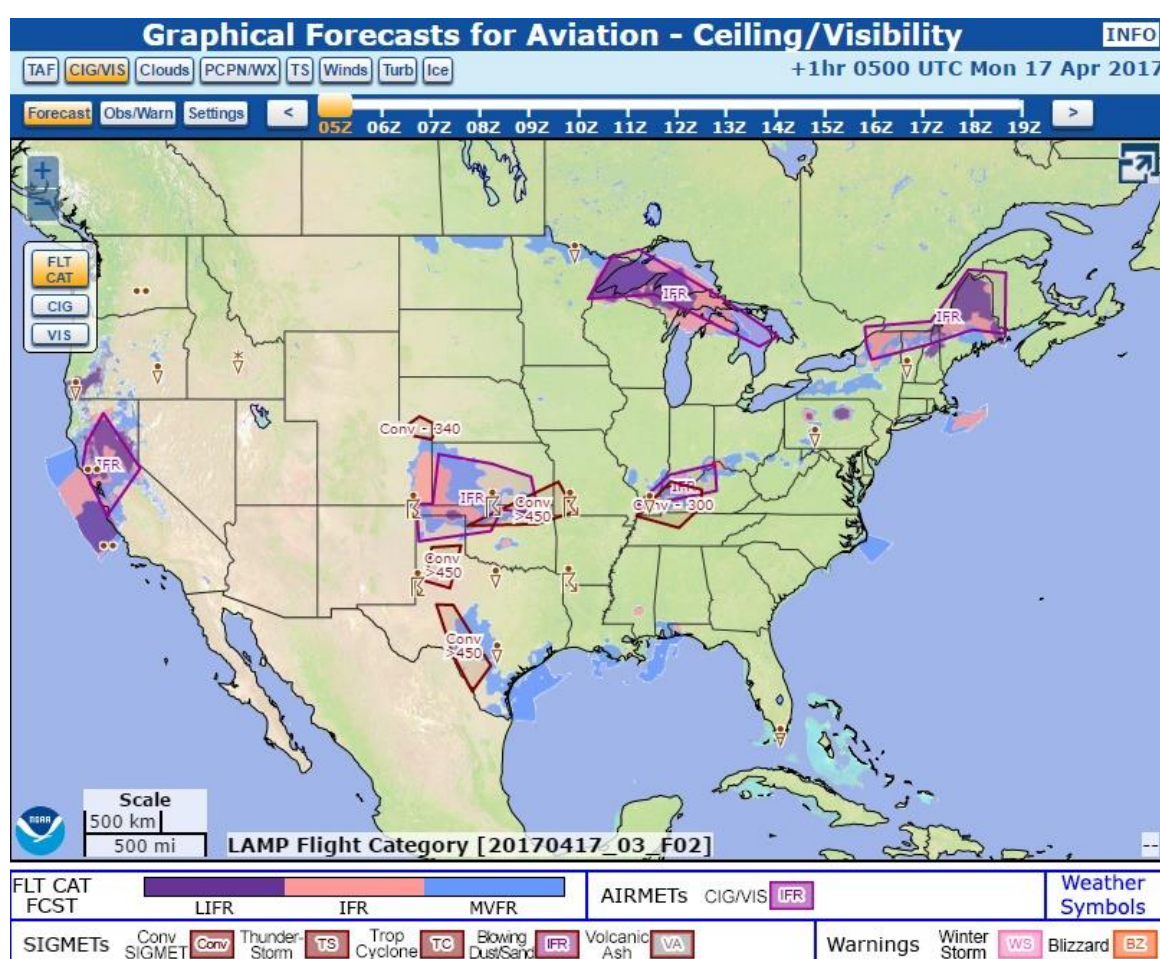 Graphical Forecasts for Aviation - Ceiling/Visibility
INFO
TAF CIG/VIS Clouds PCPN/WX TS Winds Turb Ice
+1hr 0500 UTC Mon 17 Apr 2017
Forecast Obs/Warn Settings < >
05Z 06Z 07Z 08Z 09Z 10Z 11Z 12Z 13Z 14Z 15Z 16Z 17Z 18Z 19Z
+
−
FLT CAT
CIG
VIS
IFR
IFR
Conv - 340
IFR
IFR
Conv >450
IFR
Conv - 300
Conv >450
Conv >450
NOAA
Scale
500 km
500 mi
LAMP Flight Category [20170417_03_F02]
--
FLT CAT FCST
LIFR IFR MVFR
AIRMETs CIG/VIS IFR
Weather Symbols
SIGMETs Conv SIGMET Conv Thunder-Storm TS Trop Cyclone TC Blowing Dust/Sand IFR Volcanic Ash VA
Warnings Winter Storm WS Blizzard BZ